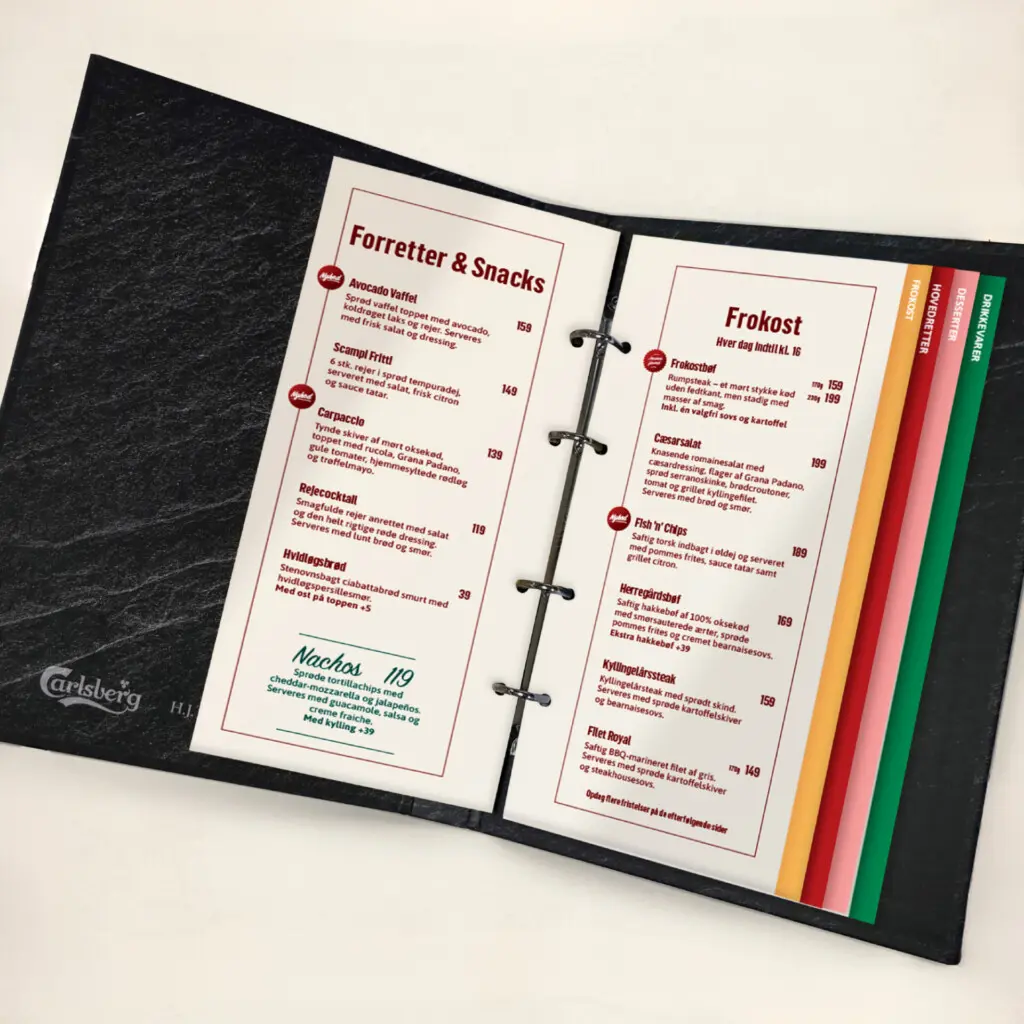 Forretter & Snacks
Nyhed
Avocado Vaffel
Sprød vaffel toppet med avocado,
koldraget laks og rejer. Serveres
med frisk salat og dressing.
159
Scampi Fritti
6 stk. rejer i sprød tempuradej,
serveret med salat, frisk citron
og sauce tatar.
149
Nyhed
Carpaccio
Tynde skiver af mørt oksekød,
toppet med rucola, Grana Padano,
gule tomater, hjemmesyltede rødløg
og trøffelmayo.
139
Rejecocktail
Smagfulde rejer anrettet med salat
og den helt rigtige røde dressing.
Serveres med lunt brød og smør.
119
Hvidløgsbrød
Stenovnsbagt ciabattabrød smurt med
hvidløgspersillesmør.
Med ost på toppen +5
39
Nachos 119
Sprøde tortillachips med
cheddar-mozzarella og jalapeños.
Serveres med guacamole, salsa og
creme fraiche.
Med kylling +39
Carlsberg
H.J.
Frokost
Hver dag indtil kl. 16
Frokostbøf
Rumpsteak – et mørt stykke kød
uden fedtkant, men stadig med
masser af smag.
Inkl. én valgfri sovs og kartoffel
170g 159
230g 199
Cæsarsalat
Knasende romainesalat med
cæsardressing, flager af Grana Padano,
sprød serranoskinke, brødcroutoner,
tomat og grillet kyllingefilet.
Serveres med brød og smør.
199
Nyhed
Fish 'n' Chips
Saftig torsk indbagt i øldej og serveret
med pommes frites, sauce tatar samt
grillet citron.
189
Herregårdsbøf
Saftig hakkebøf af 100% oksekød
med smørsauterede ærter, sprøde
pommes frites og cremet bearnaisesovs.
Ekstra hakkebøf +39
169
Kyllingelårssteak
Kyllingelårsteak med sprødt skind.
Serveres med sprøde kartoffelskiver
og bearnaisesovs.
159
Filet Royal
Saftig BBQ-marineret filet af gris.
Serveres med sprøde kartoffelskiver
og steakhousesovs.
170g 149
Opdag flere fristelser på de efterfølgende sider
FROKOST
HOVEDRETTER
DESSERTER
DRIKKEVARER